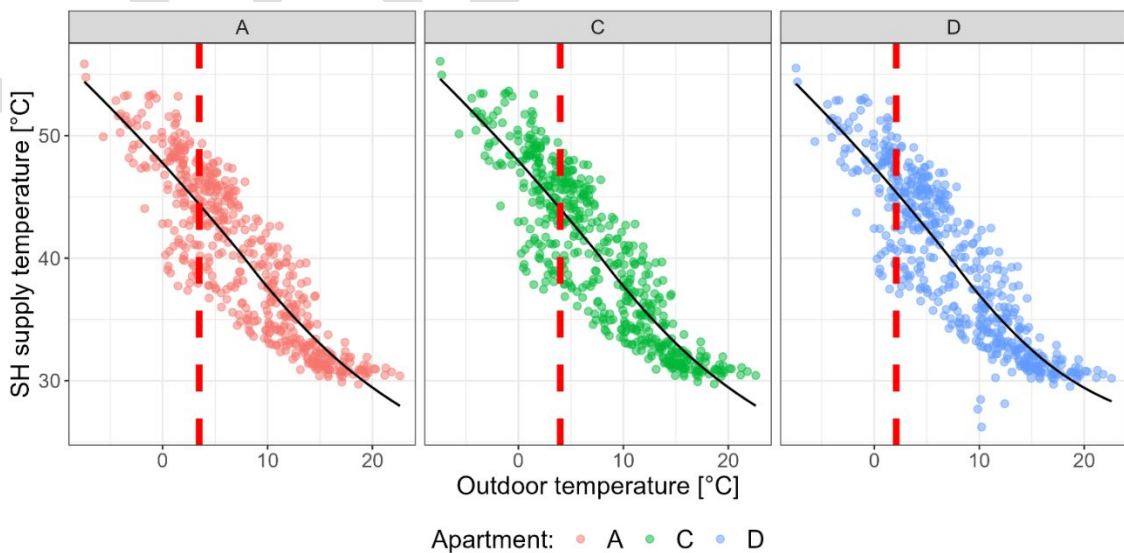 A C D
SH supply temperature [°C]
50
40
30
0 10 20 0 10 20 0 10 20
Outdoor temperature [°C]
Apartment: A C D